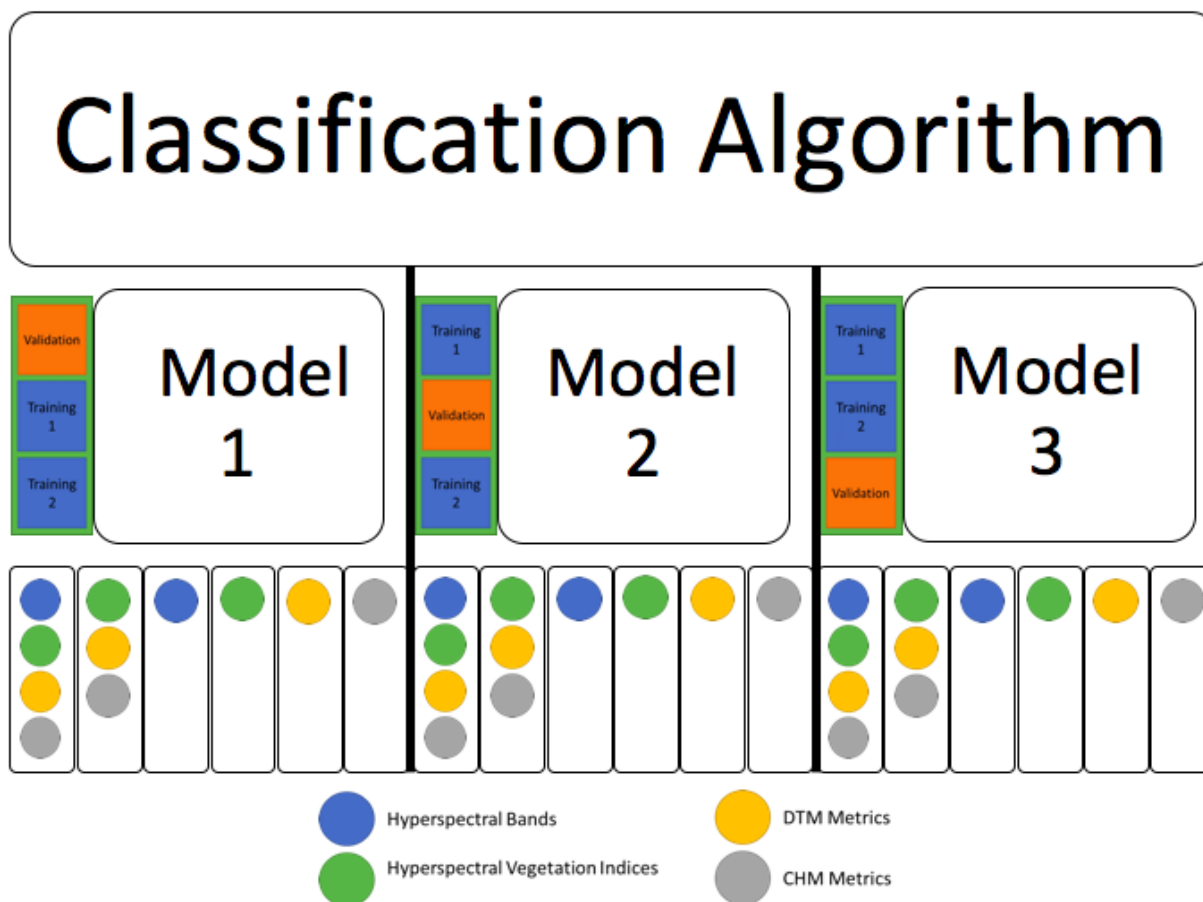 Classification Algorithm
Validation
Training
1
Training
2
Model
1
Training
1
Validation
Training
2
Model
2
Training
1
Training
2
Validation
Model
3
Hyperspectral Bands
Hyperspectral Vegetation Indices
DTM Metrics
CHM Metrics